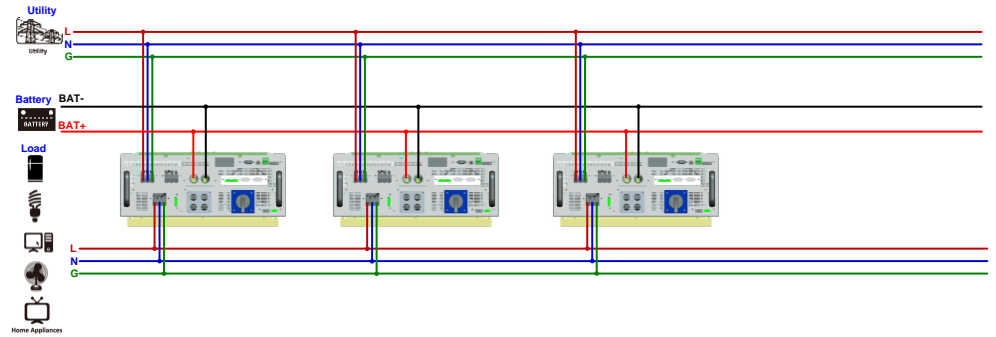 Utility
L
N
Utility
G
Battery BAT-
BATTERY
BAT+
Load
L
N
G
Home Appliances